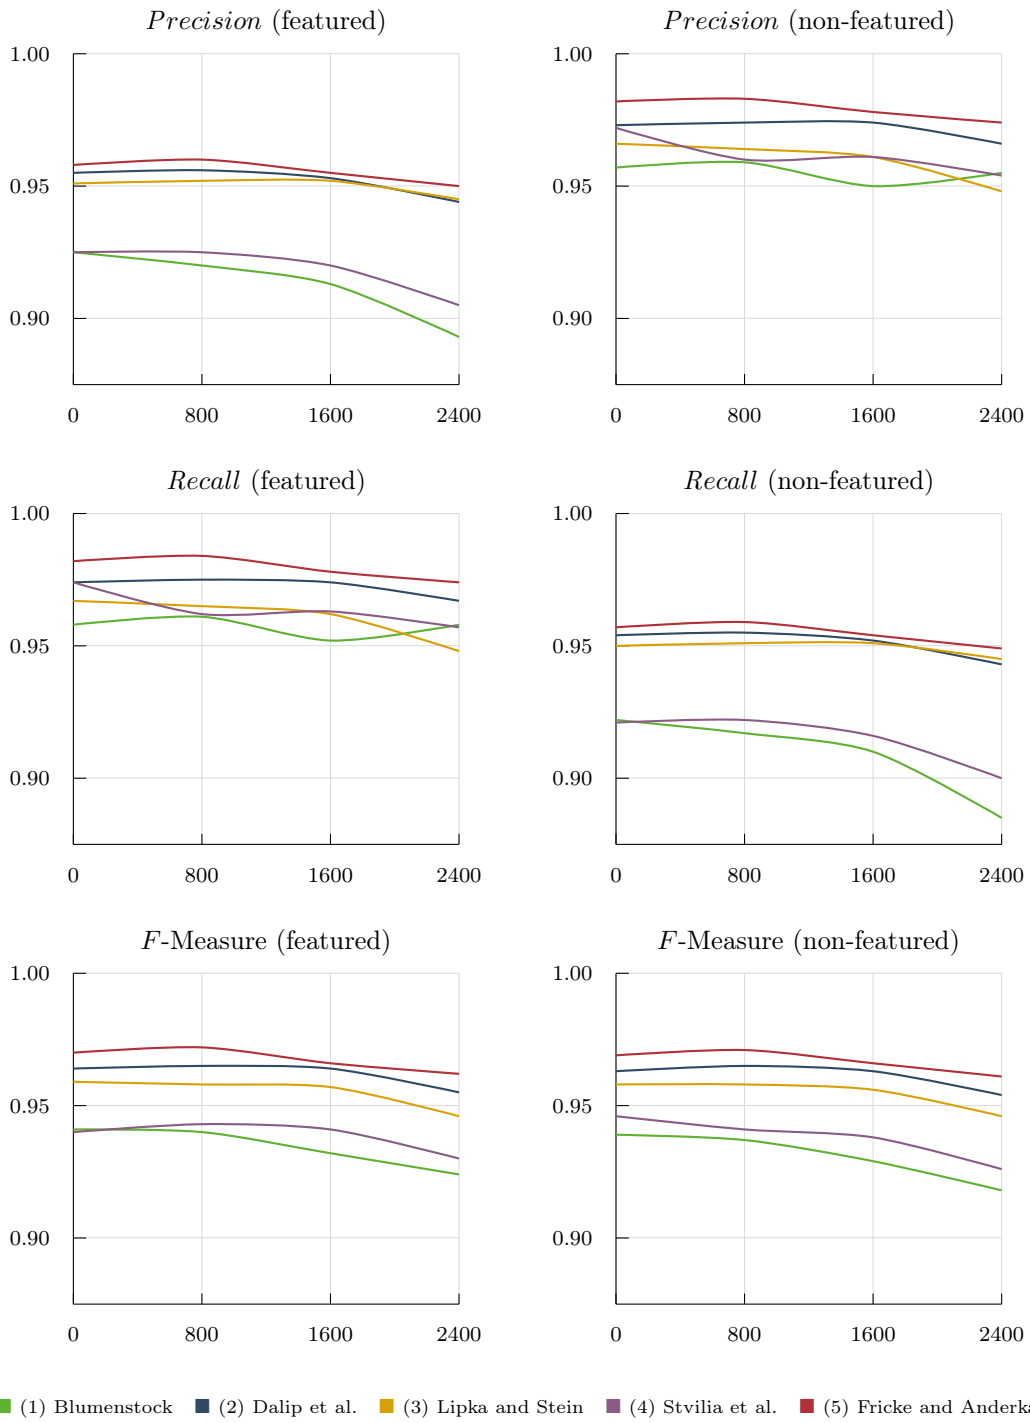 Precision (featured)
1.00
0.95
0.90
0 800 1600 2400
Precision (non-featured)
1.00
0.95
0.90
0 800 1600 2400
Recall (featured)
1.00
0.95
0.90
0 800 1600 2400
Recall (non-featured)
1.00
0.95
0.90
0 800 1600 2400
F-Measure (featured)
1.00
0.95
0.90
0 800 1600 2400
F-Measure (non-featured)
1.00
0.95
0.90
0 800 1600 2400
(1) Blumenstock (2) Dalip et al. (3) Lipka and Stein (4) Stvilia et al. (5) Fricke and Anderka